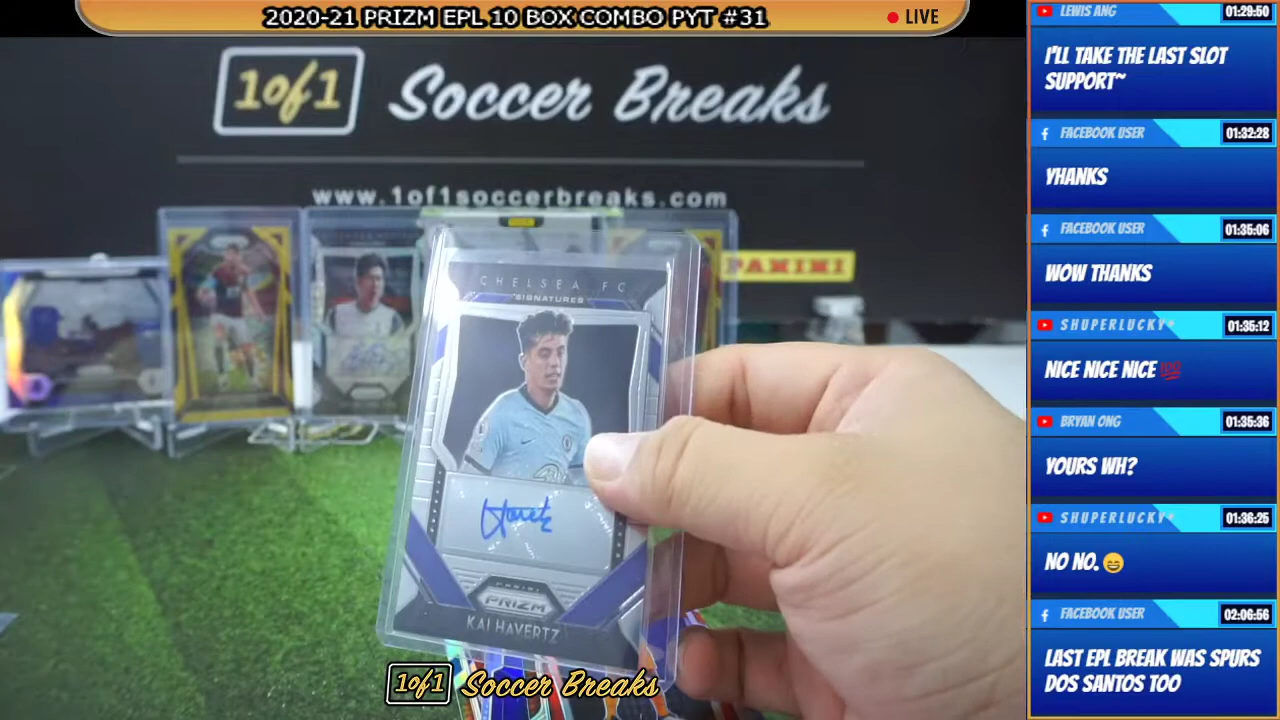 2020-21 PRIZM EPL 10 BOX COMBO PYT #31
LIVE
1of1 Soccer Breaks
www.1of1soccerbreaks.com
PANINI
CHELSEA FC
SIGNATURES
PANINI
PRIZM
KAI HAVERTZ
1of1 Soccer Breaks
LEWIS ANG 01:29:50
I'LL TAKE THE LAST SLOT
SUPPORT~
FACEBOOK USER 01:32:28
YHANKS
FACEBOOK USER 01:35:06
WOW THANKS
SHUPERLUCKY+ 01:35:12
NICE NICE NICE 💯
BRYAN ONG 01:35:36
YOURS WH?
SHUPERLUCKY+ 01:36:25
NO NO. 😄
FACEBOOK USER 02:06:56
LAST EPL BREAK WAS SPURS
DOS SANTOS TOO